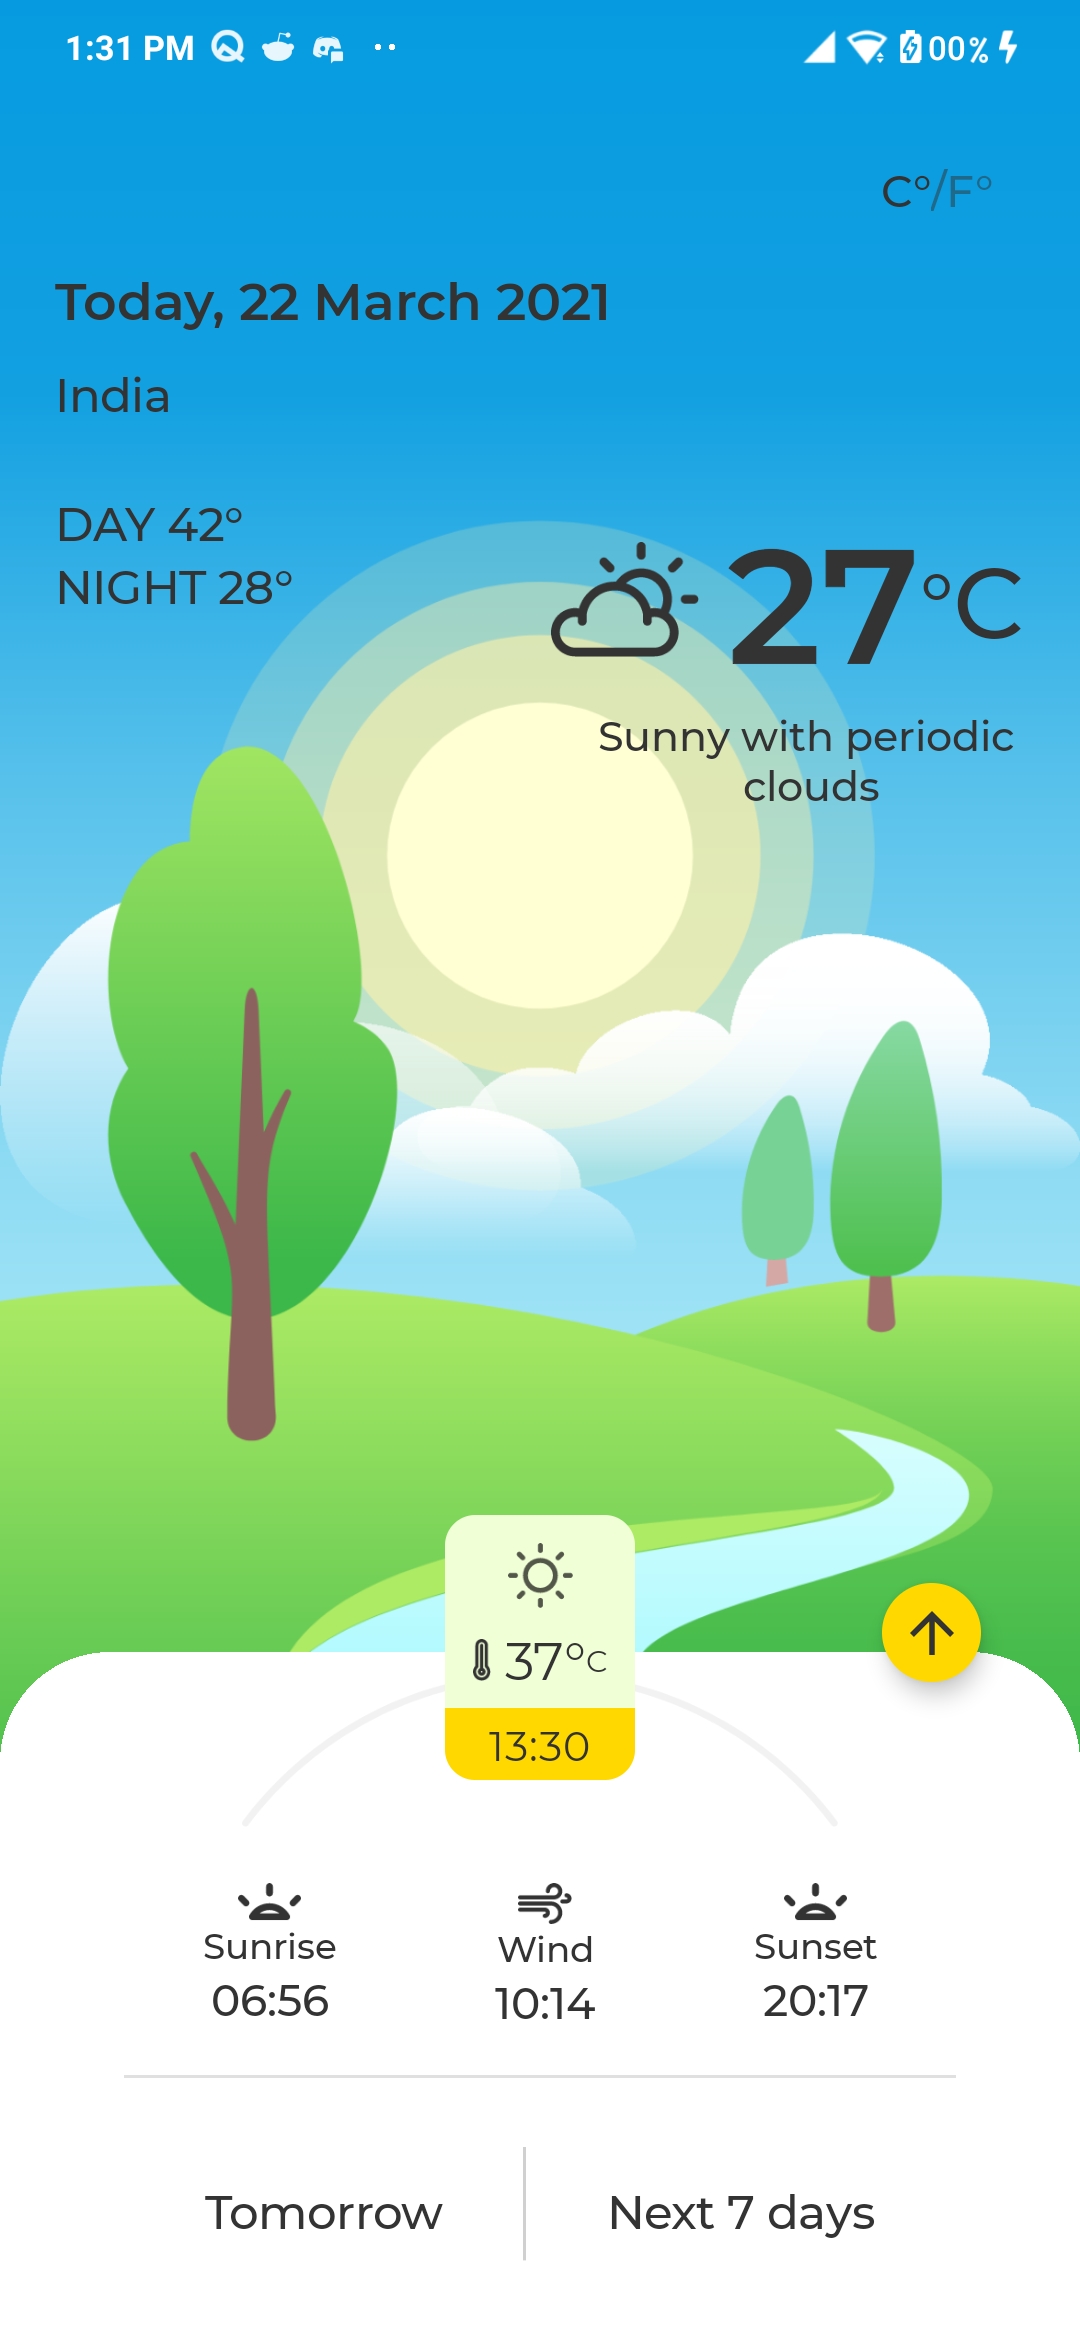 1:31 PM
00%
C°/F°
Today, 22 March 2021
India
DAY 42°
NIGHT 28°
27°C
Sunny with periodic
clouds
37°C
13:30
Sunrise
06:56
Wind
10:14
Sunset
20:17
Tomorrow
Next 7 days